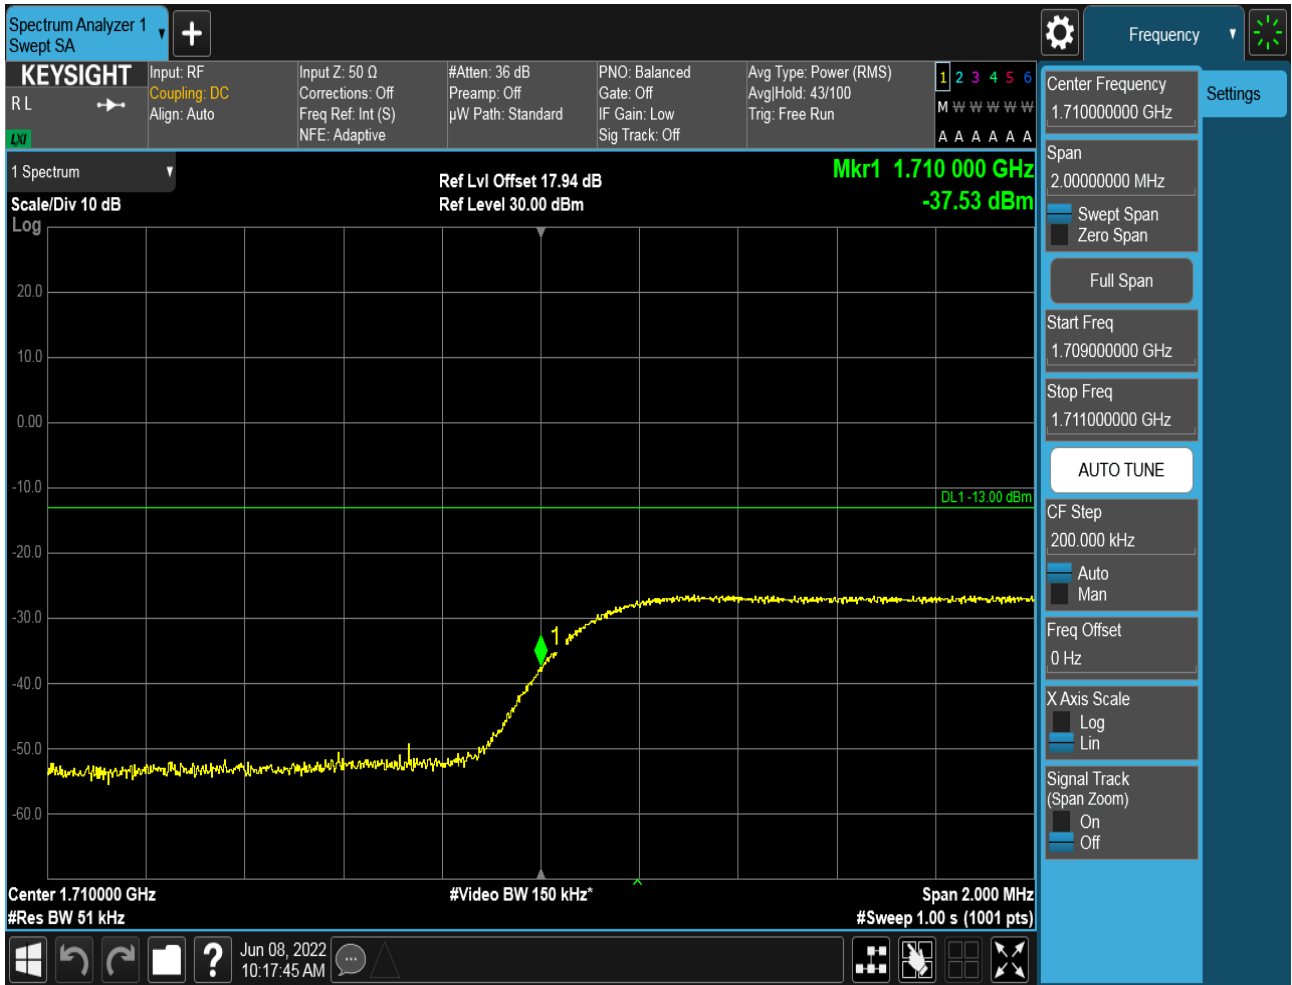 Spectrum Analyzer 1
Swept SA
+
Frequency
KEYSIGHT
R L
LXI
Input: RF
Coupling: DC
Align: Auto
Input Z: 50 Ω
Corrections: Off
Freq Ref: Int (S)
NFE: Adaptive
#Atten: 36 dB
Preamp: Off
µW Path: Standard
PNO: Balanced
Gate: Off
IF Gain: Low
Sig Track: Off
Avg Type: Power (RMS)
Avg|Hold: 43/100
Trig: Free Run
1 2 3 4 5 6
M W W W W W
A A A A A A
1 Spectrum
Scale/Div 10 dB
Log
Ref Lvl Offset 17.94 dB
Ref Level 30.00 dBm
Mkr1 1.710 000 GHz
-37.53 dBm
20.0
10.0
0.00
-10.0
DL1 -13.00 dBm
-20.0
-30.0
1
-40.0
-50.0
-60.0
Center 1.710000 GHz
#Res BW 51 kHz
#Video BW 150 kHz*
Span 2.000 MHz
#Sweep 1.00 s (1001 pts)
Jun 08, 2022
10:17:45 AM
?
Center Frequency
1.710000000 GHz
Settings
Span
2.00000000 MHz
Swept Span
Zero Span
Full Span
Start Freq
1.709000000 GHz
Stop Freq
1.711000000 GHz
AUTO TUNE
CF Step
200.000 kHz
Auto
Man
Freq Offset
0 Hz
X Axis Scale
Log
Lin
Signal Track
(Span Zoom)
On
Off